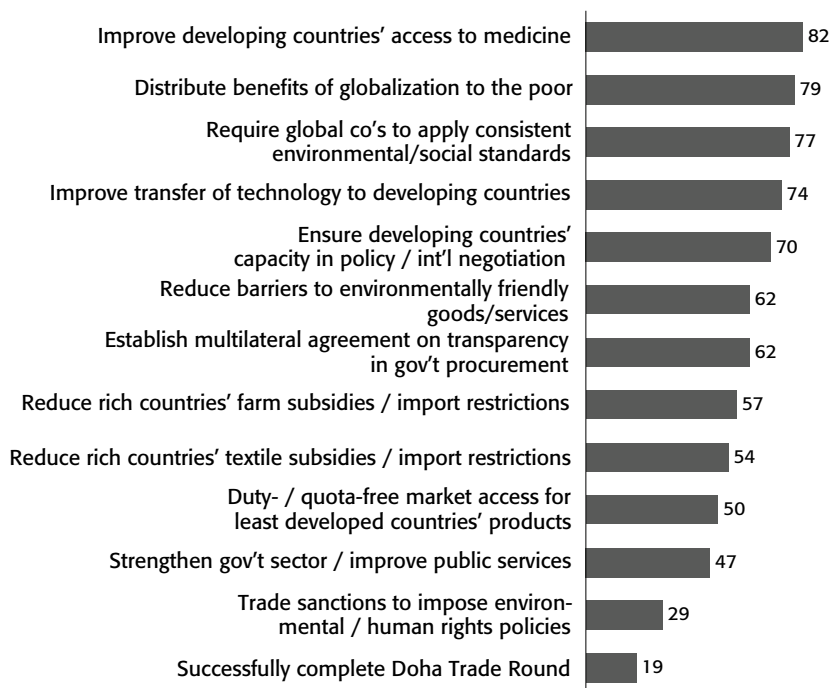 Improve developing countries’ access to medicine 82
Distribute benefits of globalization to the poor 79
Require global co's to apply consistent
environmental/social standards 77
Improve transfer of technology to developing countries 74
Ensure developing countries’
capacity in policy / int’l negotiation 70
Reduce barriers to environmentally friendly
goods/services 62
Establish multilateral agreement on transparency
in gov’t procurement 62
Reduce rich countries’ farm subsidies / import restrictions 57
Reduce rich countries’ textile subsidies / import restrictions 54
Duty- / quota-free market access for
least developed countries’ products 50
Strengthen gov’t sector / improve public services 47
Trade sanctions to impose environ-
mental / human rights policies 29
Successfully complete Doha Trade Round 19